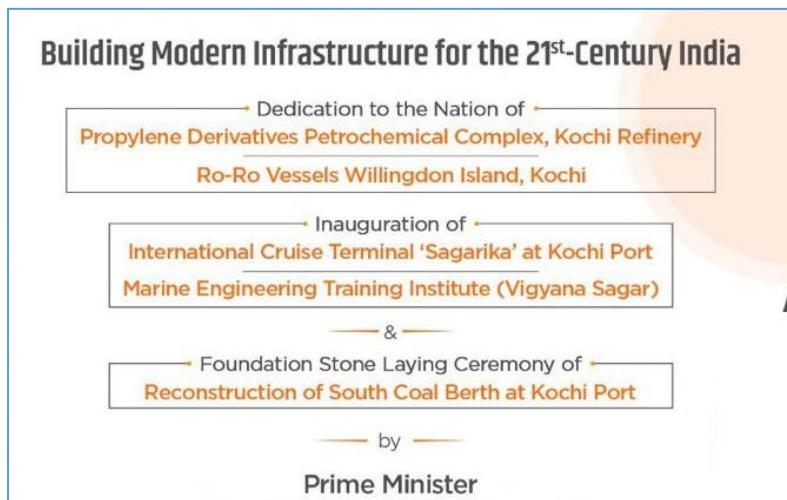 Building Modern Infrastructure for the 21st-Century India
Dedication to the Nation of
Propylene Derivatives Petrochemical Complex, Kochi Refinery
Ro-Ro Vessels Willingdon Island, Kochi
Inauguration of
International Cruise Terminal ‘Sagarika’ at Kochi Port
Marine Engineering Training Institute (Vigyana Sagar)
&
Foundation Stone Laying Ceremony of
Reconstruction of South Coal Berth at Kochi Port
by
Prime Minister